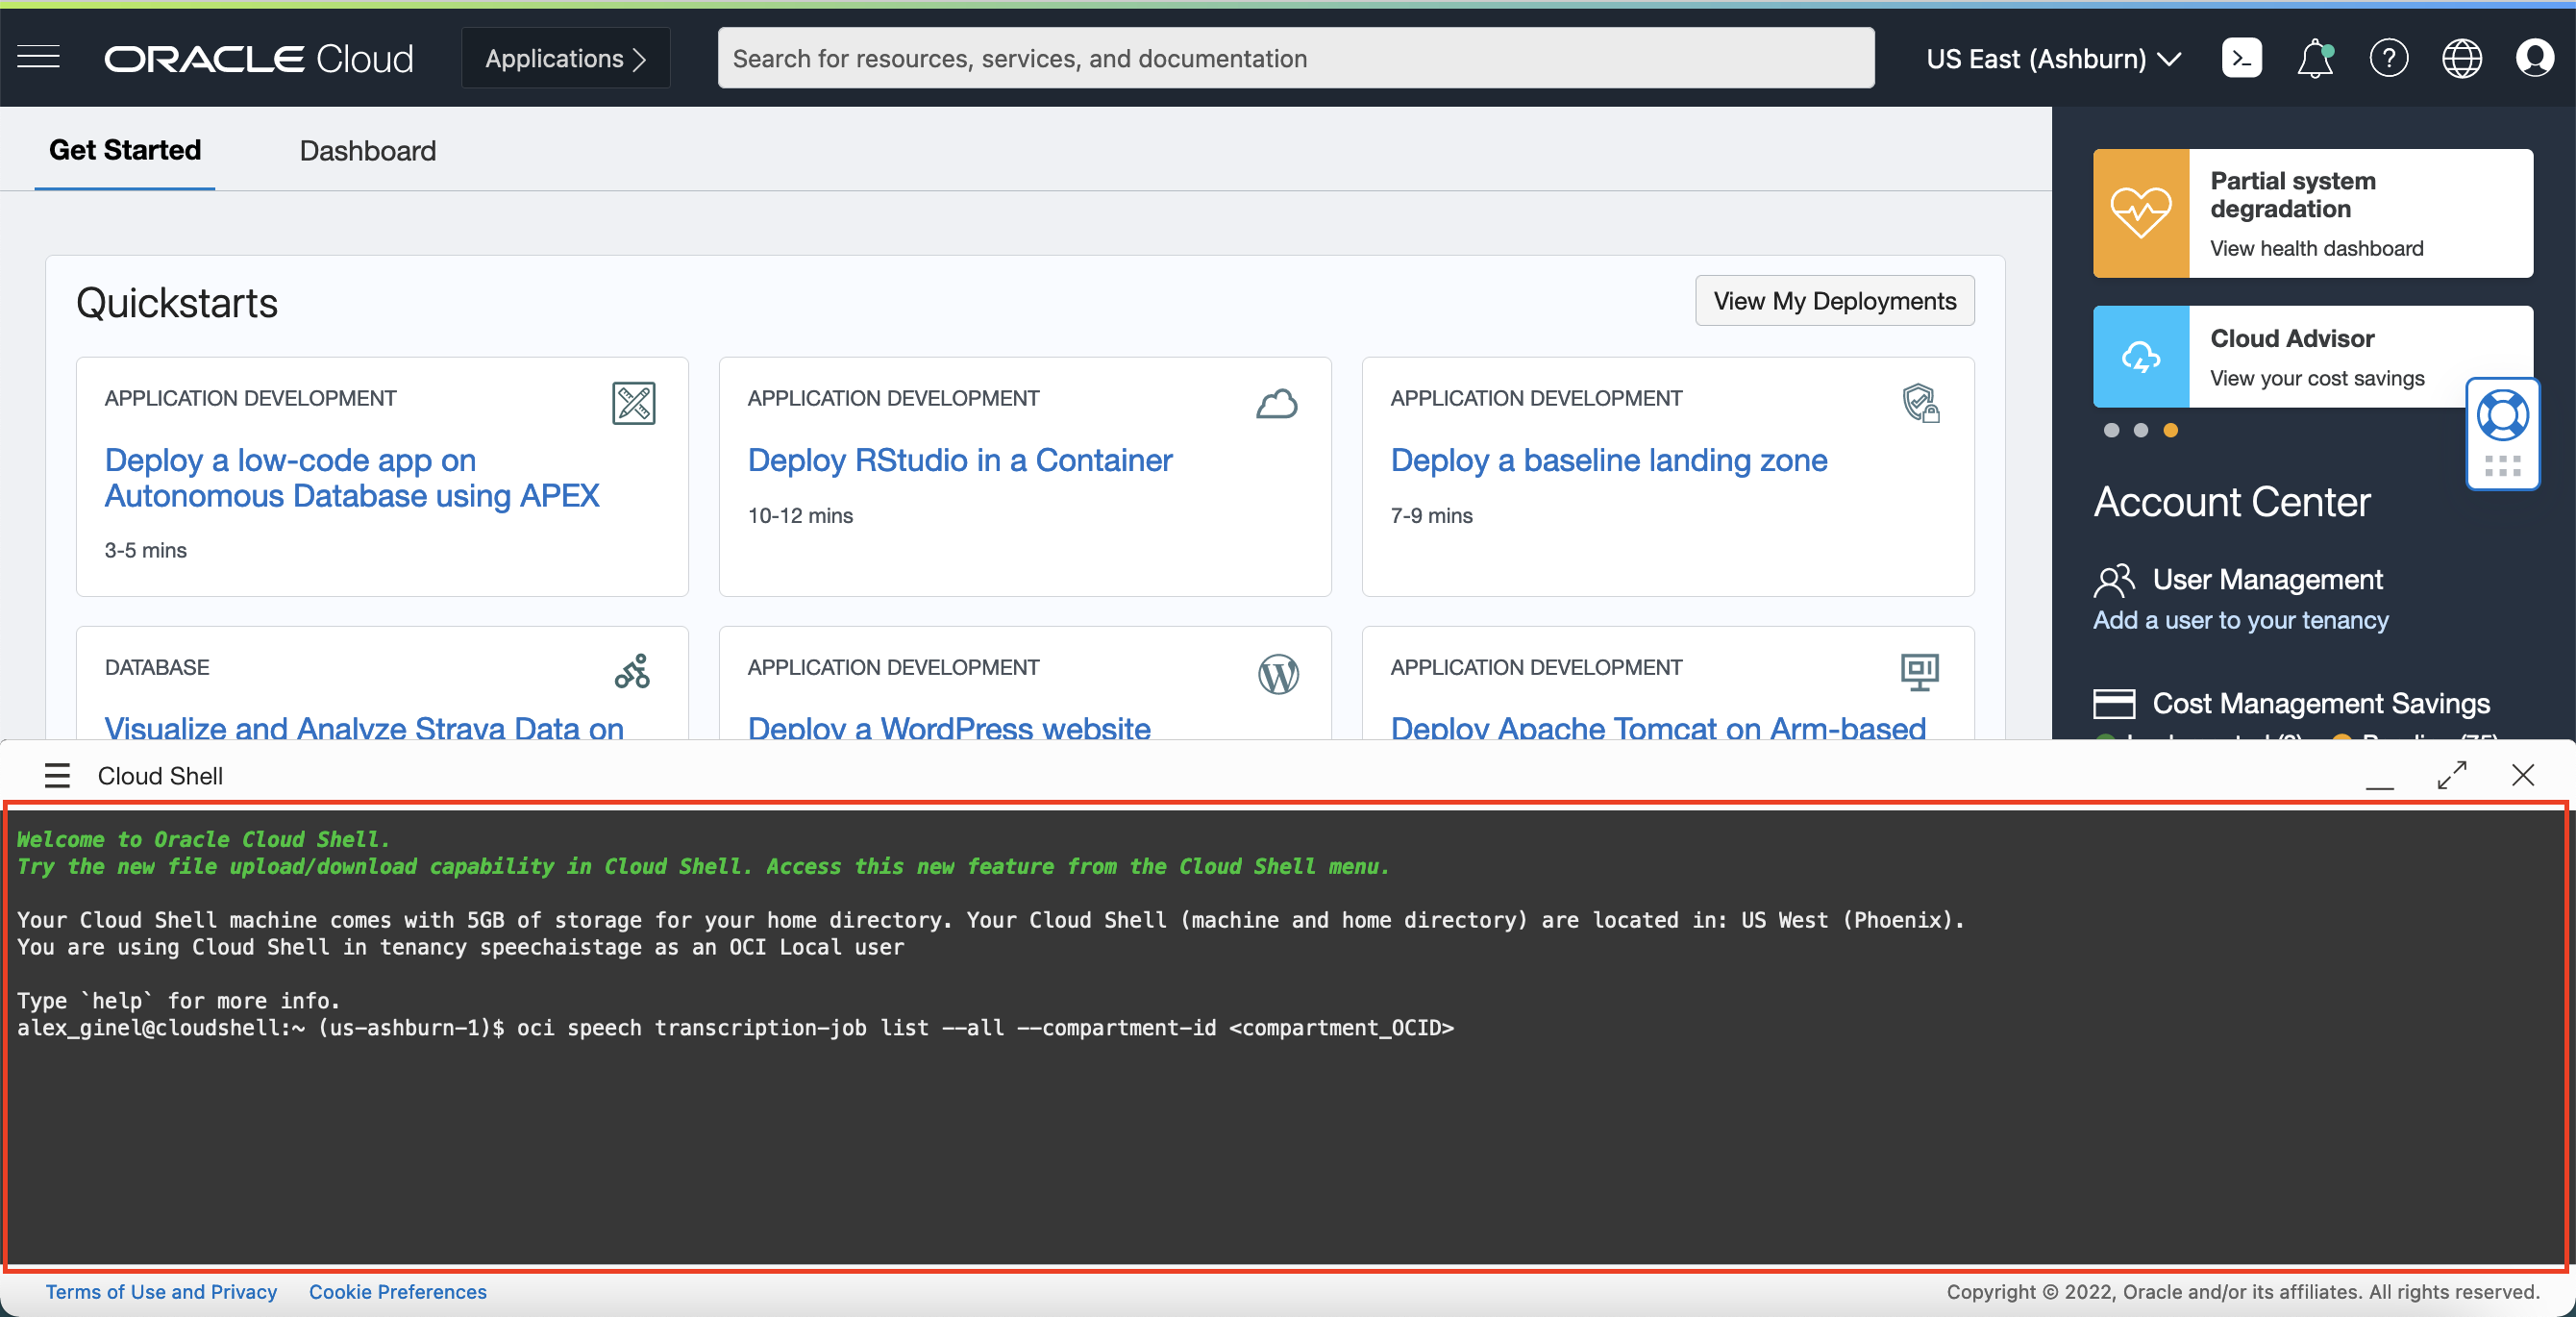 ORACLE Cloud
Applications
Search for resources, services, and documentation
US East (Ashburn)
Get Started
Dashboard
Quickstarts
View My Deployments
APPLICATION DEVELOPMENT
Deploy a low-code app on
Autonomous Database using APEX
3-5 mins
APPLICATION DEVELOPMENT
Deploy RStudio in a Container
10-12 mins
APPLICATION DEVELOPMENT
Deploy a baseline landing zone
7-9 mins
DATABASE
Visualize and Analyze Strava Data on
APPLICATION DEVELOPMENT
Deploy a WordPress website
APPLICATION DEVELOPMENT
Deploy Apache Tomcat on Arm-based
Partial system
degradation
View health dashboard
Cloud Advisor
View your cost savings
Account Center
User Management
Add a user to your tenancy
Cost Management Savings
Cloud Shell
Welcome to Oracle Cloud Shell.
Try the new file upload/download capability in Cloud Shell. Access this new feature from the Cloud Shell menu.
Your Cloud Shell machine comes with 5GB of storage for your home directory. Your Cloud Shell (machine and home directory) are located in: US West (Phoenix).
You are using Cloud Shell in tenancy speechaistage as an OCI Local user
Type `help` for more info.
alex_ginel@cloudshell:~ (us-ashburn-1)$ oci speech transcription-job list --all --compartment-id <compartment_OCID>
Terms of Use and Privacy
Cookie Preferences
Copyright © 2022, Oracle and/or its affiliates. All rights reserved.